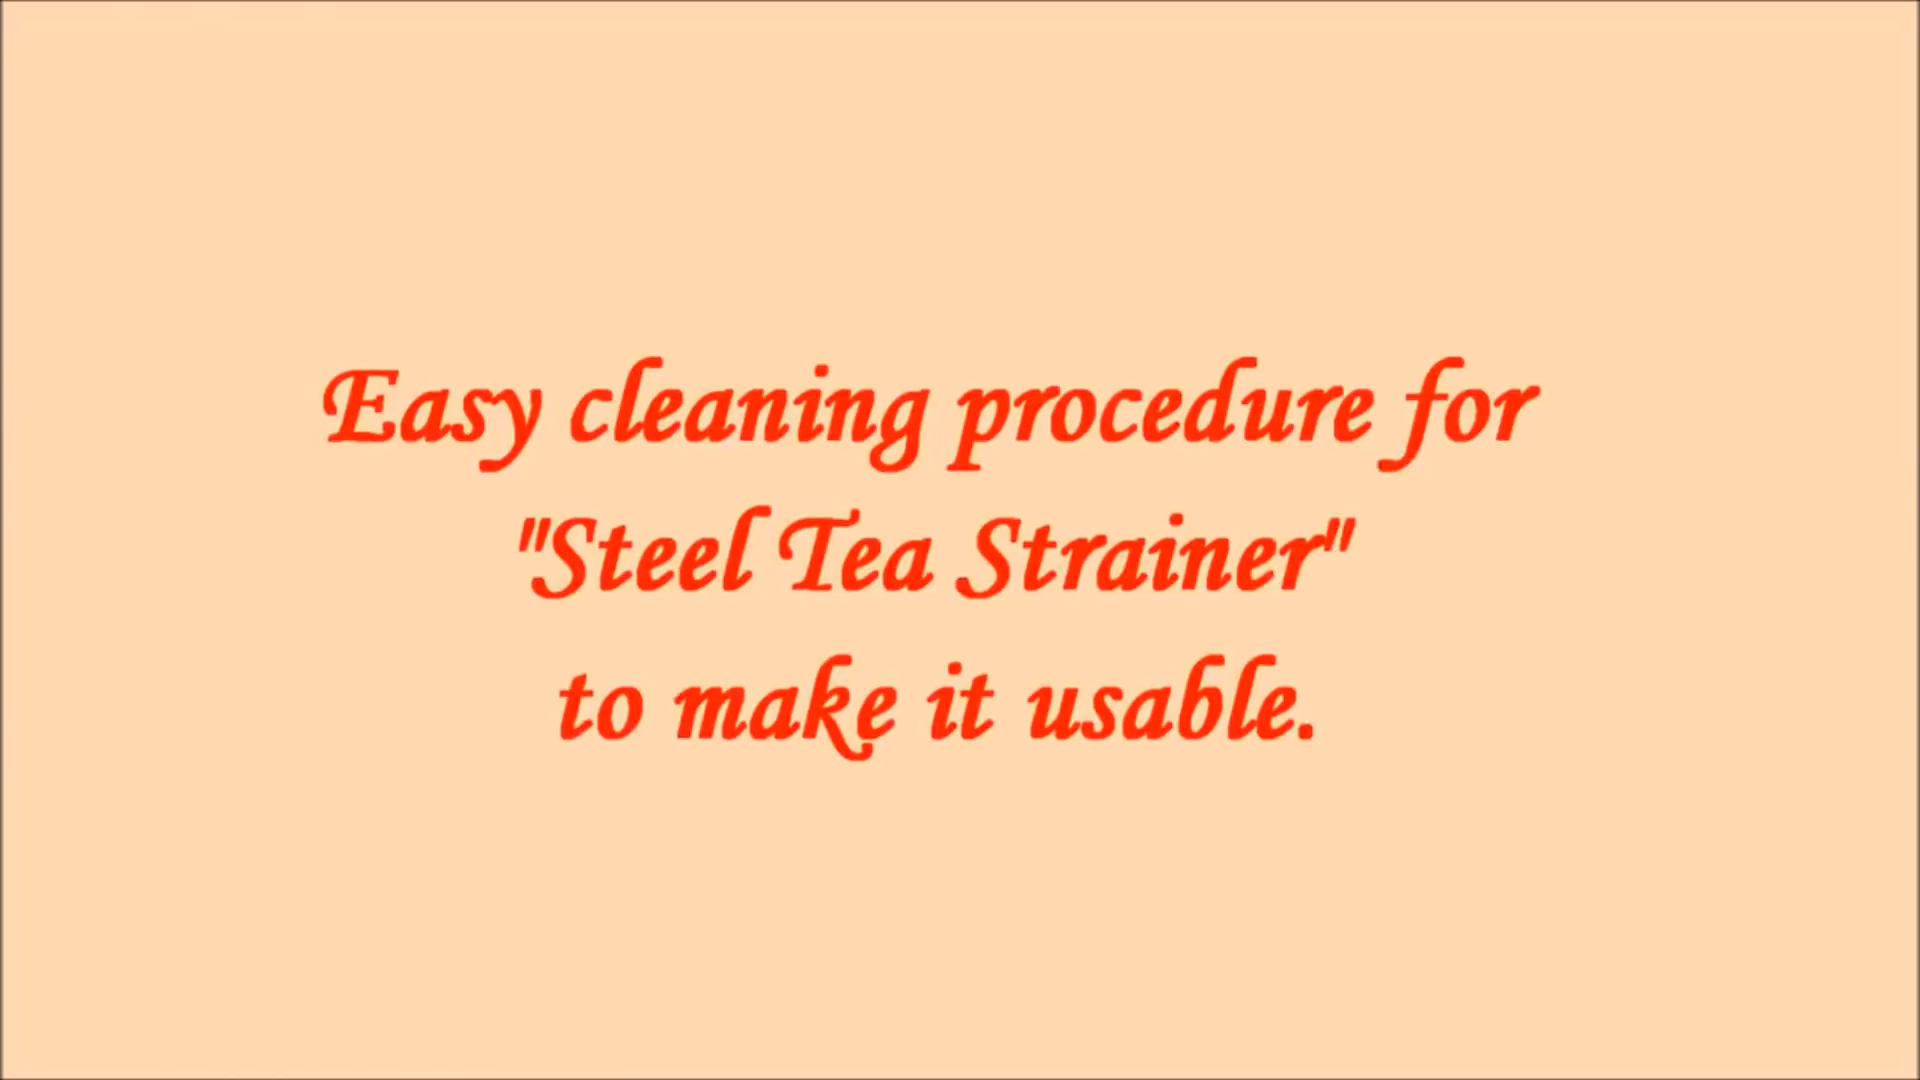 Easy cleaning procedure for
"Steel Tea Strainer"
to make it usable.